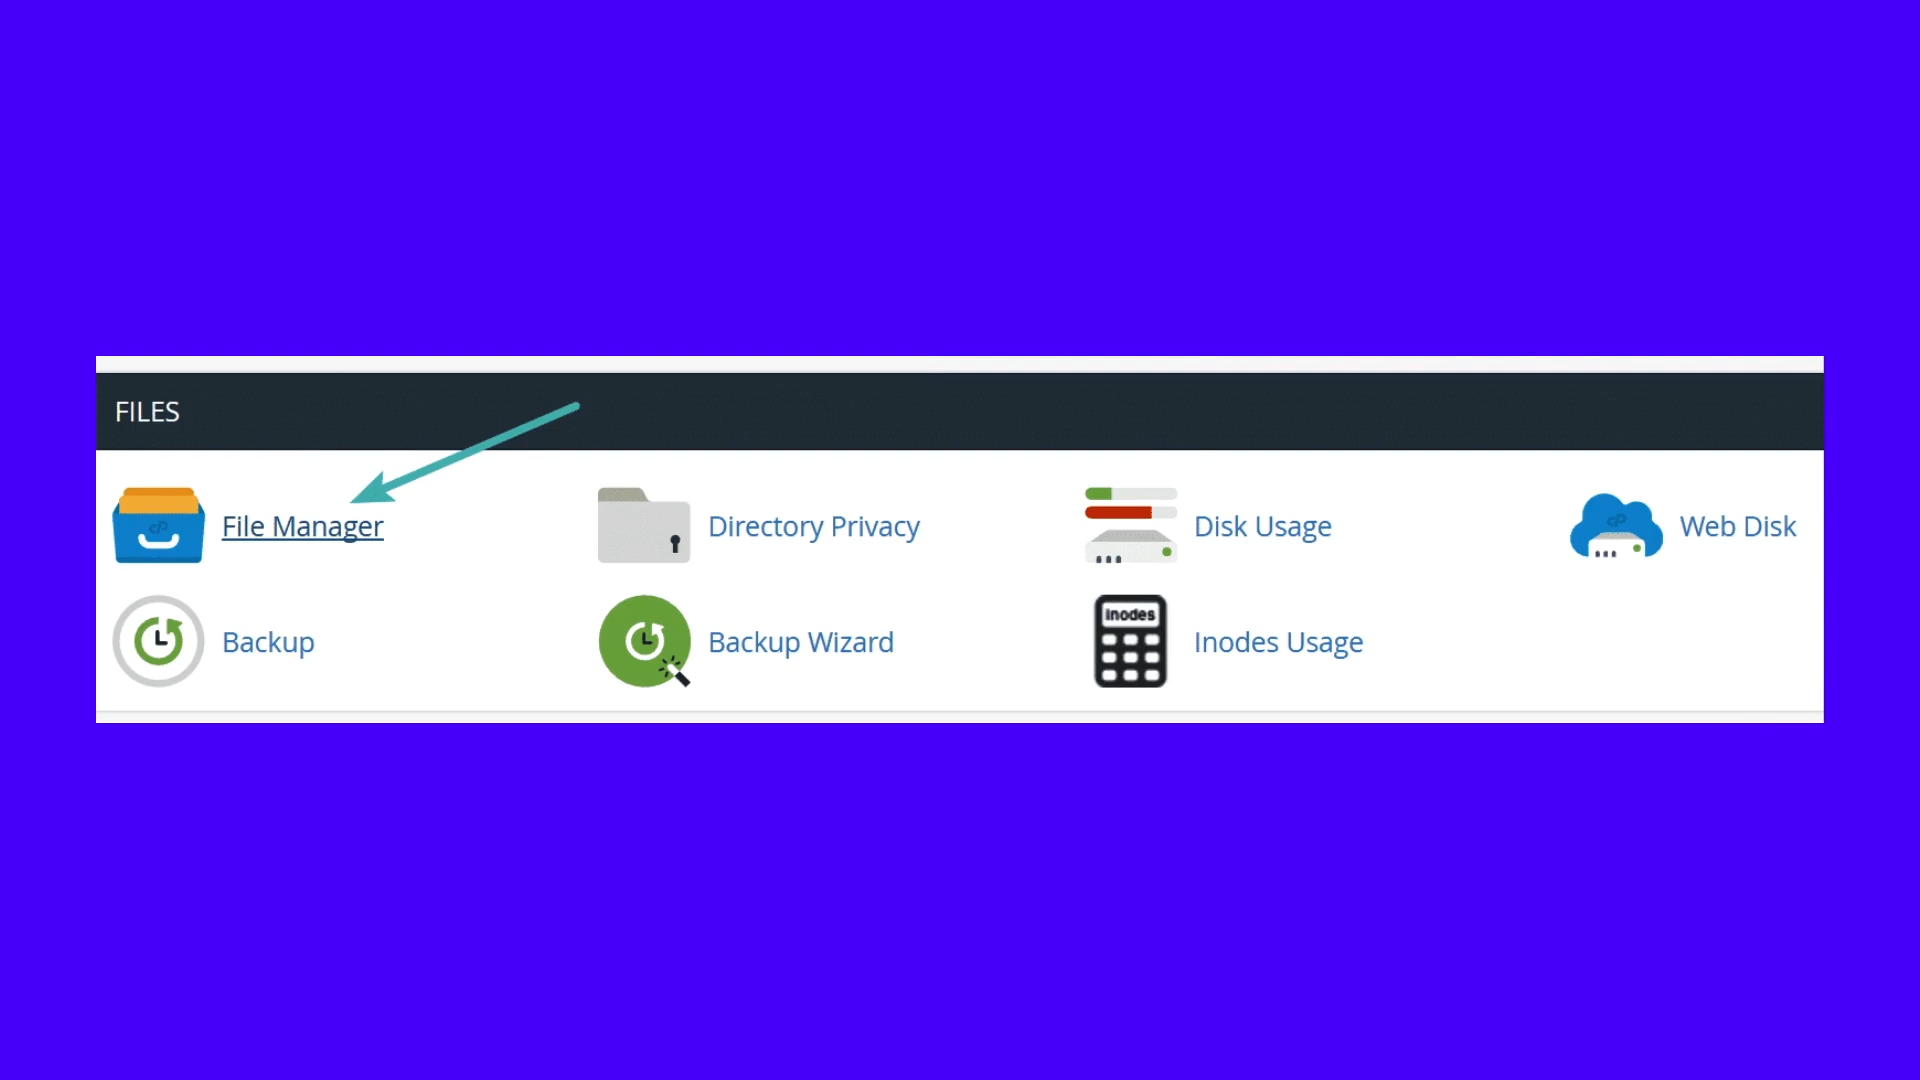 FILES
File Manager
Directory Privacy
Disk Usage
Web Disk
Backup
Backup Wizard
Inodes
Inodes Usage